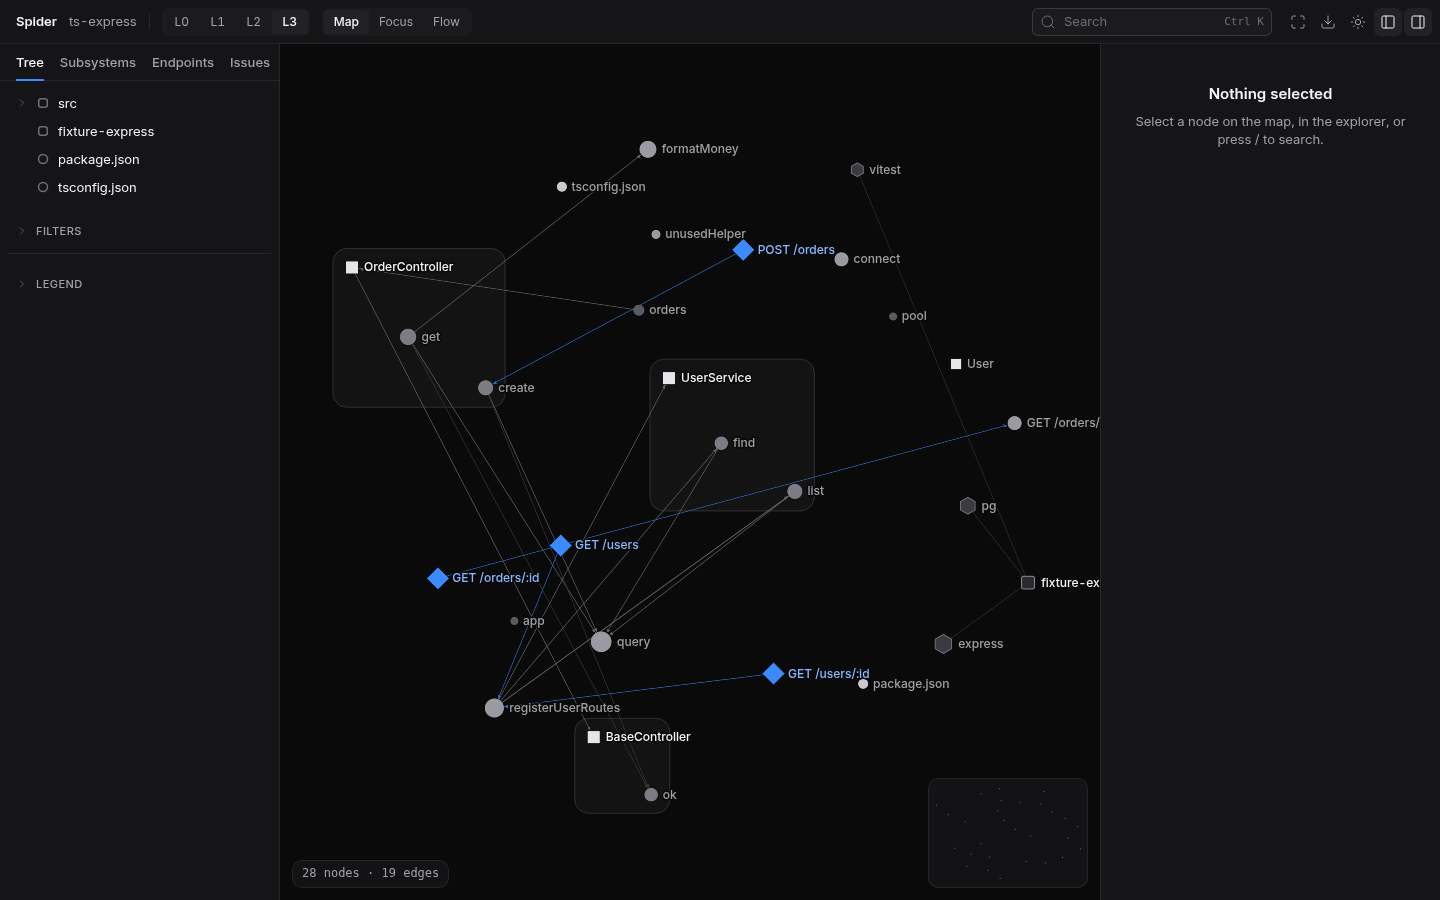 Spider ts-express L0 L1 L2 L3 Map Focus Flow Search Ctrl K
Tree Subsystems Endpoints Issues
src
fixture-express
package.json
tsconfig.json
FILTERS
LEGEND
formatMoney
vitest
tsconfig.json
unusedHelper
POST /orders
connect
OrderController
orders
pool
get
User
UserService
create
GET /orders/
find
list
pg
GET /users
GET /orders/:id
fixture-ex
app
query
express
GET /users/:id
package.json
registerUserRoutes
BaseController
ok
28 nodes · 19 edges
Nothing selected
Select a node on the map, in the explorer, or
press / to search.